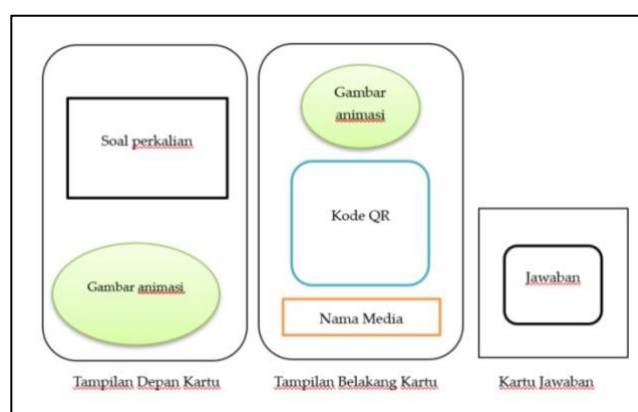 Soal perkalian
Gambar animasi
Tampilan Depan Kartu
Gambar
animasi
Kode QR
Nama Media
Tampilan Belakang Kartu
Jawaban
Kartu Jawaban